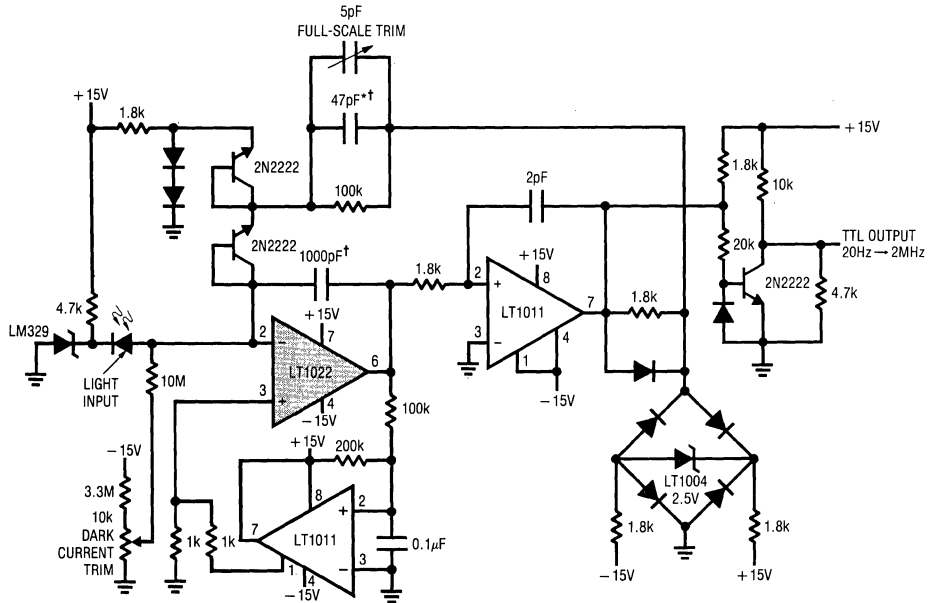 5pF
FULL-SCALE TRIM
47pF*†
+15V
1.8k
2N2222
100k
2N2222
1000pF†
2pF
+15V
1.8k
10k
20k
TTL OUTPUT
20Hz → 2MHz
2N2222
4.7k
1.8k
2
+
+15V
8
LT1011
7
3
–
1
4
–15V
1.8k
4.7k
LM329
LIGHT
INPUT
10M
+15V
2
–
7
LT1022
6
3
+
4
–15V
100k
–15V
3.3M
10k
DARK
CURRENT
TRIM
1k
1k
+15V
200k
8
7
LT1011
+
2
1
4
–
3
–15V
0.1µF
LT1004
2.5V
1.8k
1.8k
–15V
+15V